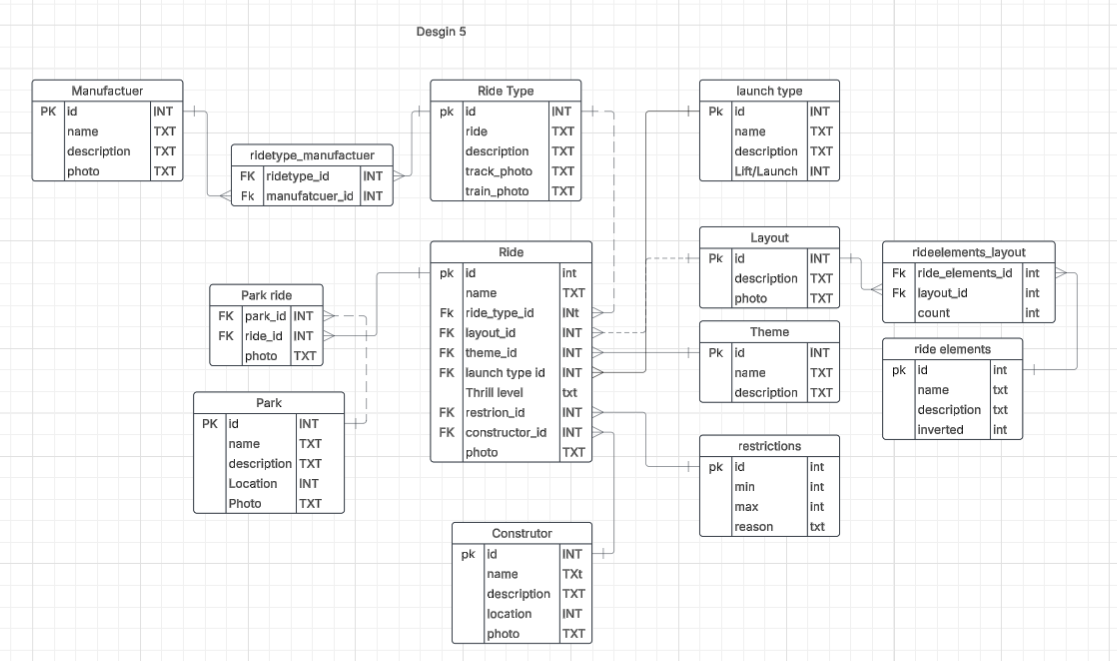 Desgin 5
Manufactuer
PK id INT
name TXT
description TXT
photo TXT
ridetype_manufactuer
FK ridetype_id INT
Fk manufatcuer_id INT
Ride Type
pk id INT
ride TXT
description TXT
track_photo TXT
train_photo TXT
launch type
Pk id INT
name TXT
description TXT
Lift/Launch INT
Layout
Pk id INT
description TXT
photo TXT
rideelements_layout
Fk ride_elements_id int
Fk layout_id int
count int
Ride
pk id int
name TXT
Fk ride_type_id INt
FK layout_id INT
FK theme_id INT
FK launch type id INT
Thrill level txt
FK restrion_id INT
FK constructor_id INT
photo TXT
Park ride
FK park_id INT
FK ride_id INT
photo TXT
Theme
Pk id INT
name TXT
description TXT
ride elements
pk id int
name txt
description txt
inverted int
Park
PK id INT
name TXT
description TXT
Location INT
Photo TXT
restrictions
pk id int
min int
max int
reason txt
Construtor
pk id INT
name TXt
description TXT
location INT
photo TXT